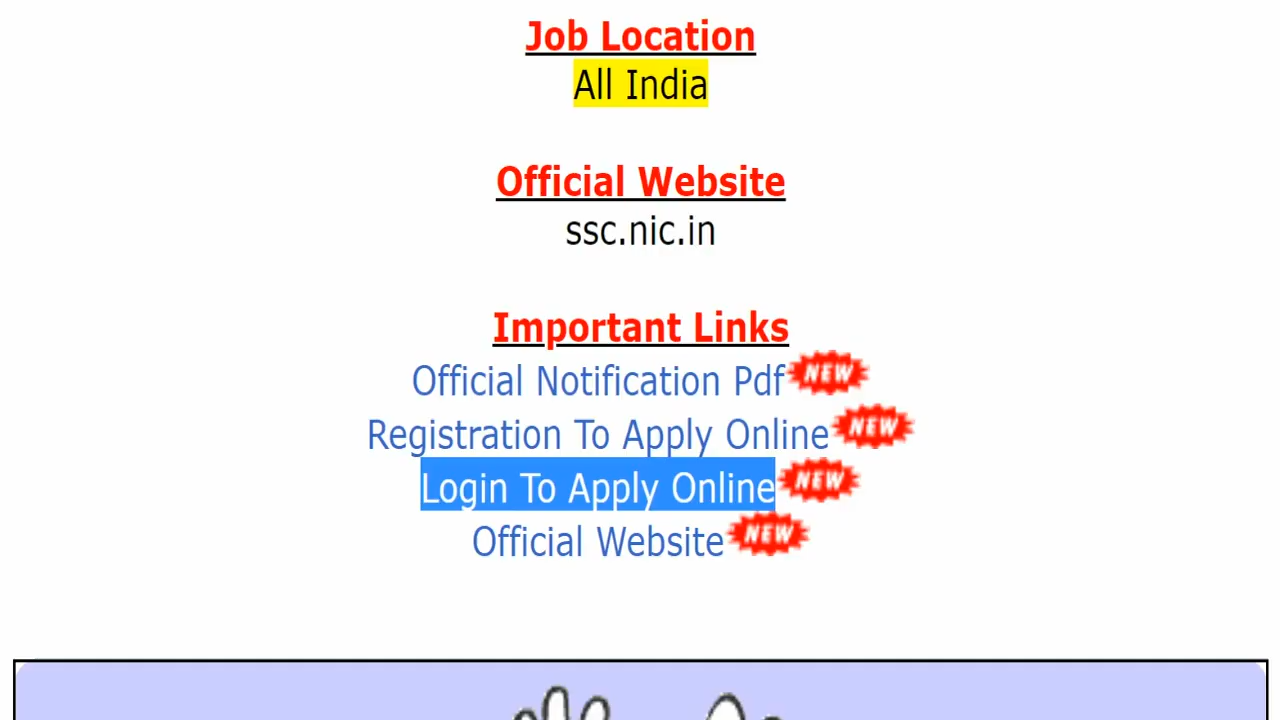 Job Location
All India
Official Website
ssc.nic.in
Important Links
Official Notification Pdf NEW
Registration To Apply Online NEW
Login To Apply Online NEW
Official Website NEW